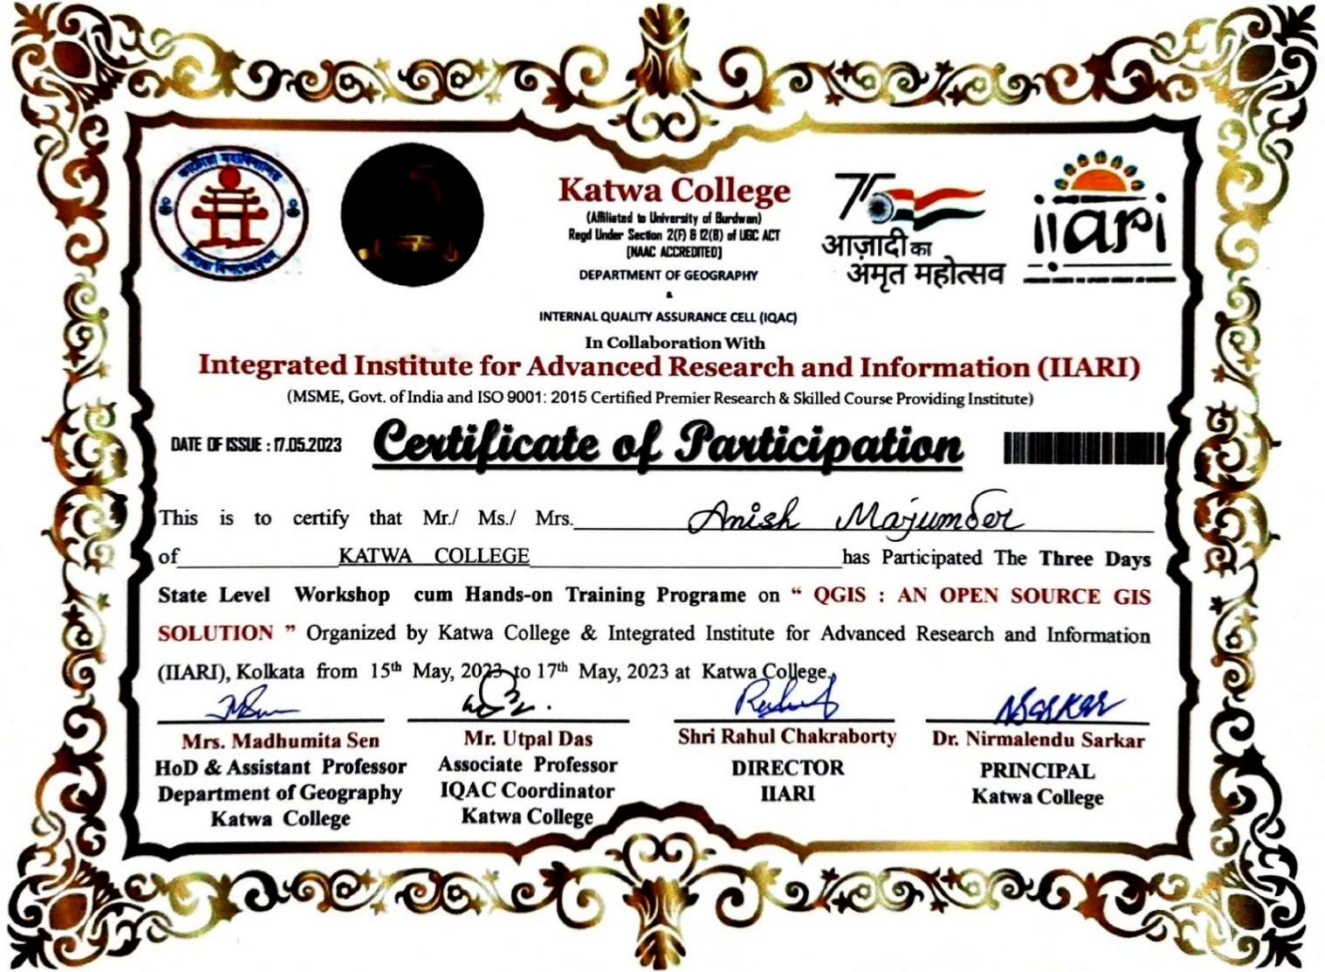 काटोया महाविद्यालय
Katwa College
(Affiliated to University of Burdwan)
Regd Under Section 2(F) & 12(B) of UGC ACT
(NAAC ACCREDITED)
DEPARTMENT OF GEOGRAPHY
&
INTERNAL QUALITY ASSURANCE CELL (IQAC)
75
आज़ादी का
अमृत महोत्सव
iiari
In Collaboration With
Integrated Institute for Advanced Research and Information (IIARI)
(MSME, Govt. of India and ISO 9001: 2015 Certified Premier Research & Skilled Course Providing Institute)
DATE OF ISSUE : 17.05.2023
Certificate of Participation
This is to certify that Mr./ Ms./ Mrs. Anish Majumder
of KATWA COLLEGE has Participated The Three Days
State Level Workshop cum Hands-on Training Programe on “ QGIS : AN OPEN SOURCE GIS
SOLUTION ” Organized by Katwa College & Integrated Institute for Advanced Research and Information
(IIARI), Kolkata from 15th May, 2023 to 17th May, 2023 at Katwa College.
Mrs. Madhumita Sen
HoD & Assistant Professor
Department of Geography
Katwa College
Mr. Utpal Das
Associate Professor
IQAC Coordinator
Katwa College
Shri Rahul Chakraborty
DIRECTOR
IIARI
NSarkar
Dr. Nirmalendu Sarkar
PRINCIPAL
Katwa College